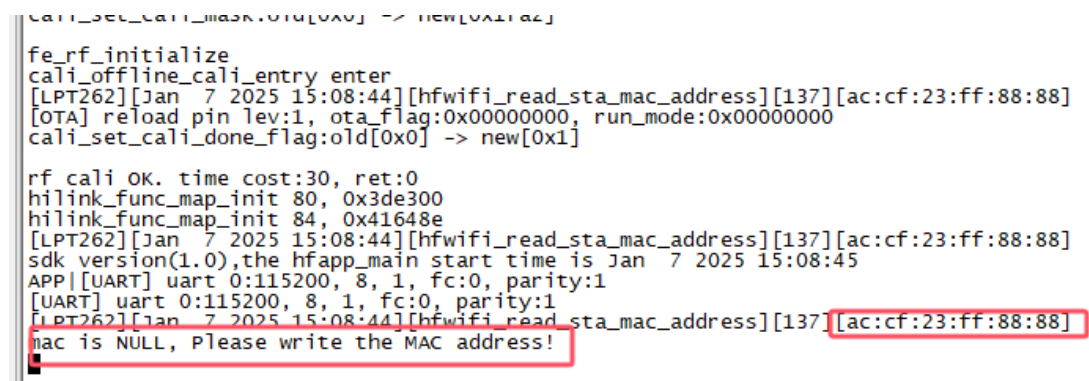 cali_set_cali_mask:old[0x0] -> new[0x1fa2]
fe_rf_initialize
cali_offline_cali_entry enter
[LPT262][Jan  7 2025 15:08:44][hfwifi_read_sta_mac_address][137][ac:cf:23:ff:88:88]
[OTA] reload pin lev:1, ota_flag:0x00000000, run_mode:0x00000000
cali_set_cali_done_flag:old[0x0] -> new[0x1]
rf cali OK. time cost:30, ret:0
hilink_func_map_init 80, 0x3de300
hilink_func_map_init 84, 0x41648e
[LPT262][Jan  7 2025 15:08:44][hfwifi_read_sta_mac_address][137][ac:cf:23:ff:88:88]
sdk version(1.0),the hfapp_main start time is Jan  7 2025 15:08:45
APP|[UART] uart 0:115200, 8, 1, fc:0, parity:1
[UART] uart 0:115200, 8, 1, fc:0, parity:1
[LPT262][Jan  7 2025 15:08:44][hfwifi_read_sta_mac_address][137][ac:cf:23:ff:88:88]
mac is NULL, Please write the MAC address!